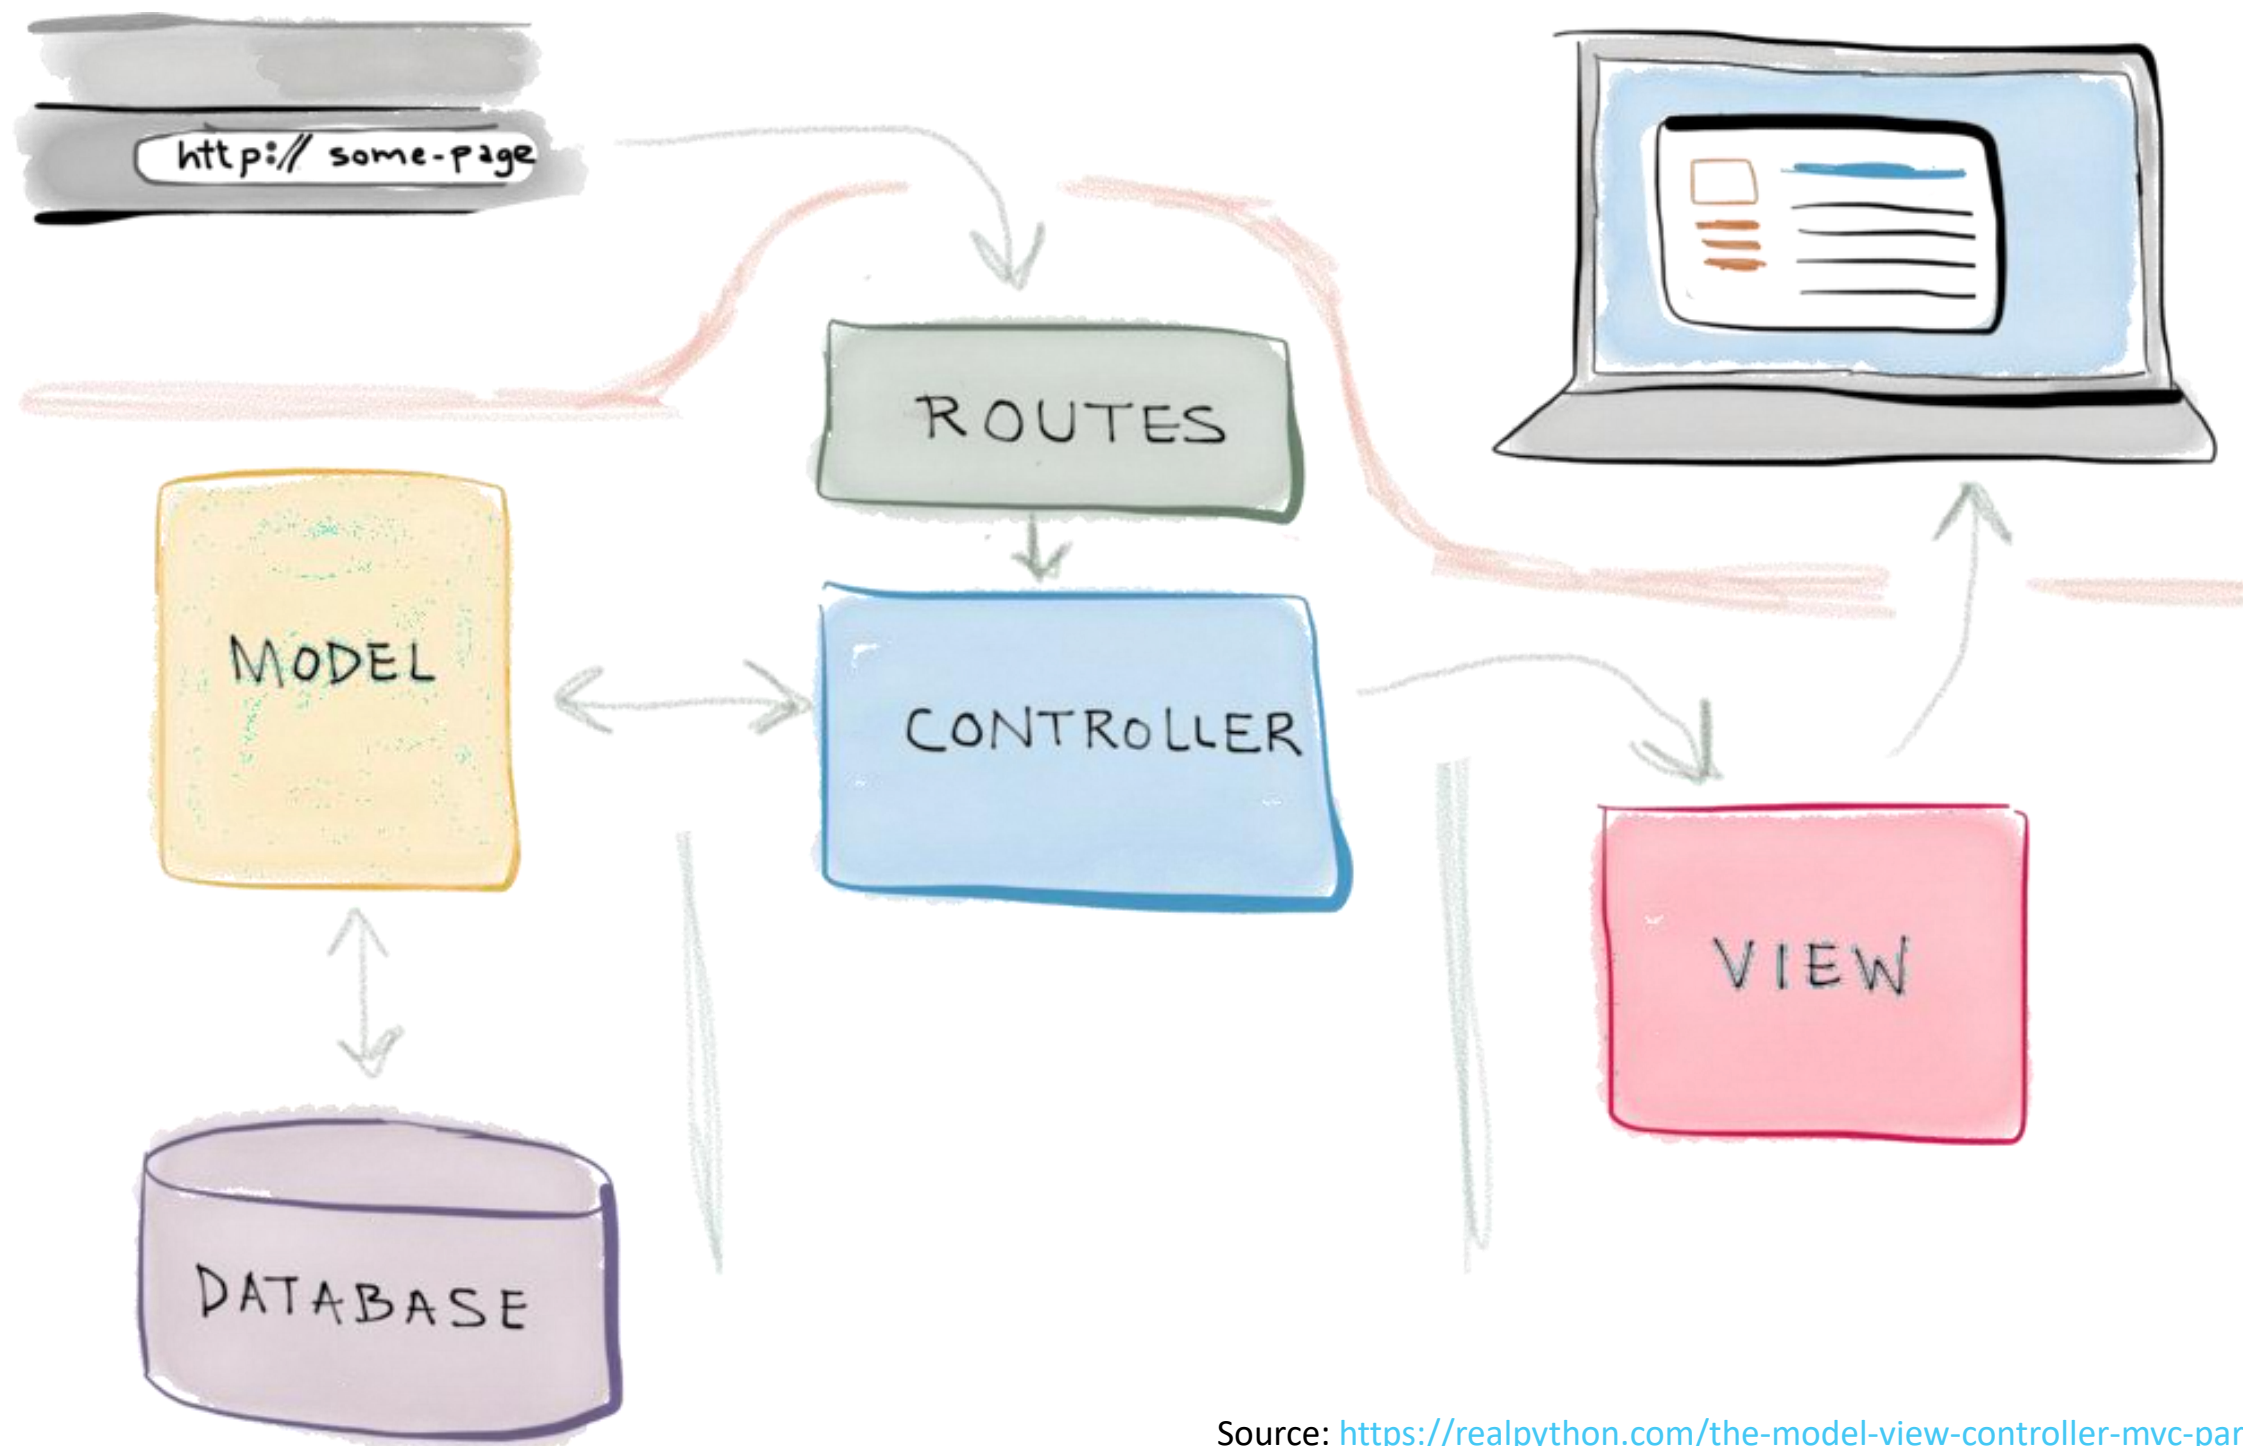 http:// some-page
ROUTES
MODEL
CONTROLLER
VIEW
DATABASE
Source: https://realpython.com/the-model-view-controller-mvc-par